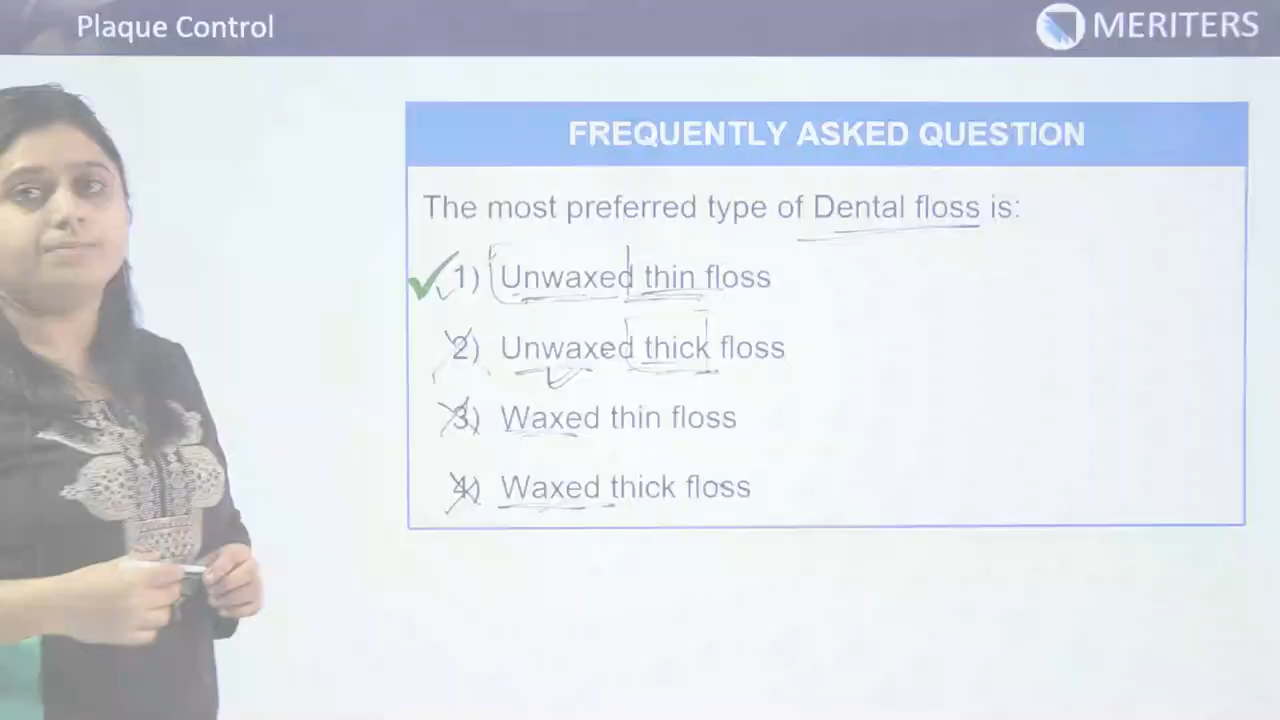 Plaque Control
MERITERS
FREQUENTLY ASKED QUESTION
The most preferred type of Dental floss is:
1) Unwaxed thin floss
2) Unwaxed thick floss
3) Waxed thin floss
4) Waxed thick floss